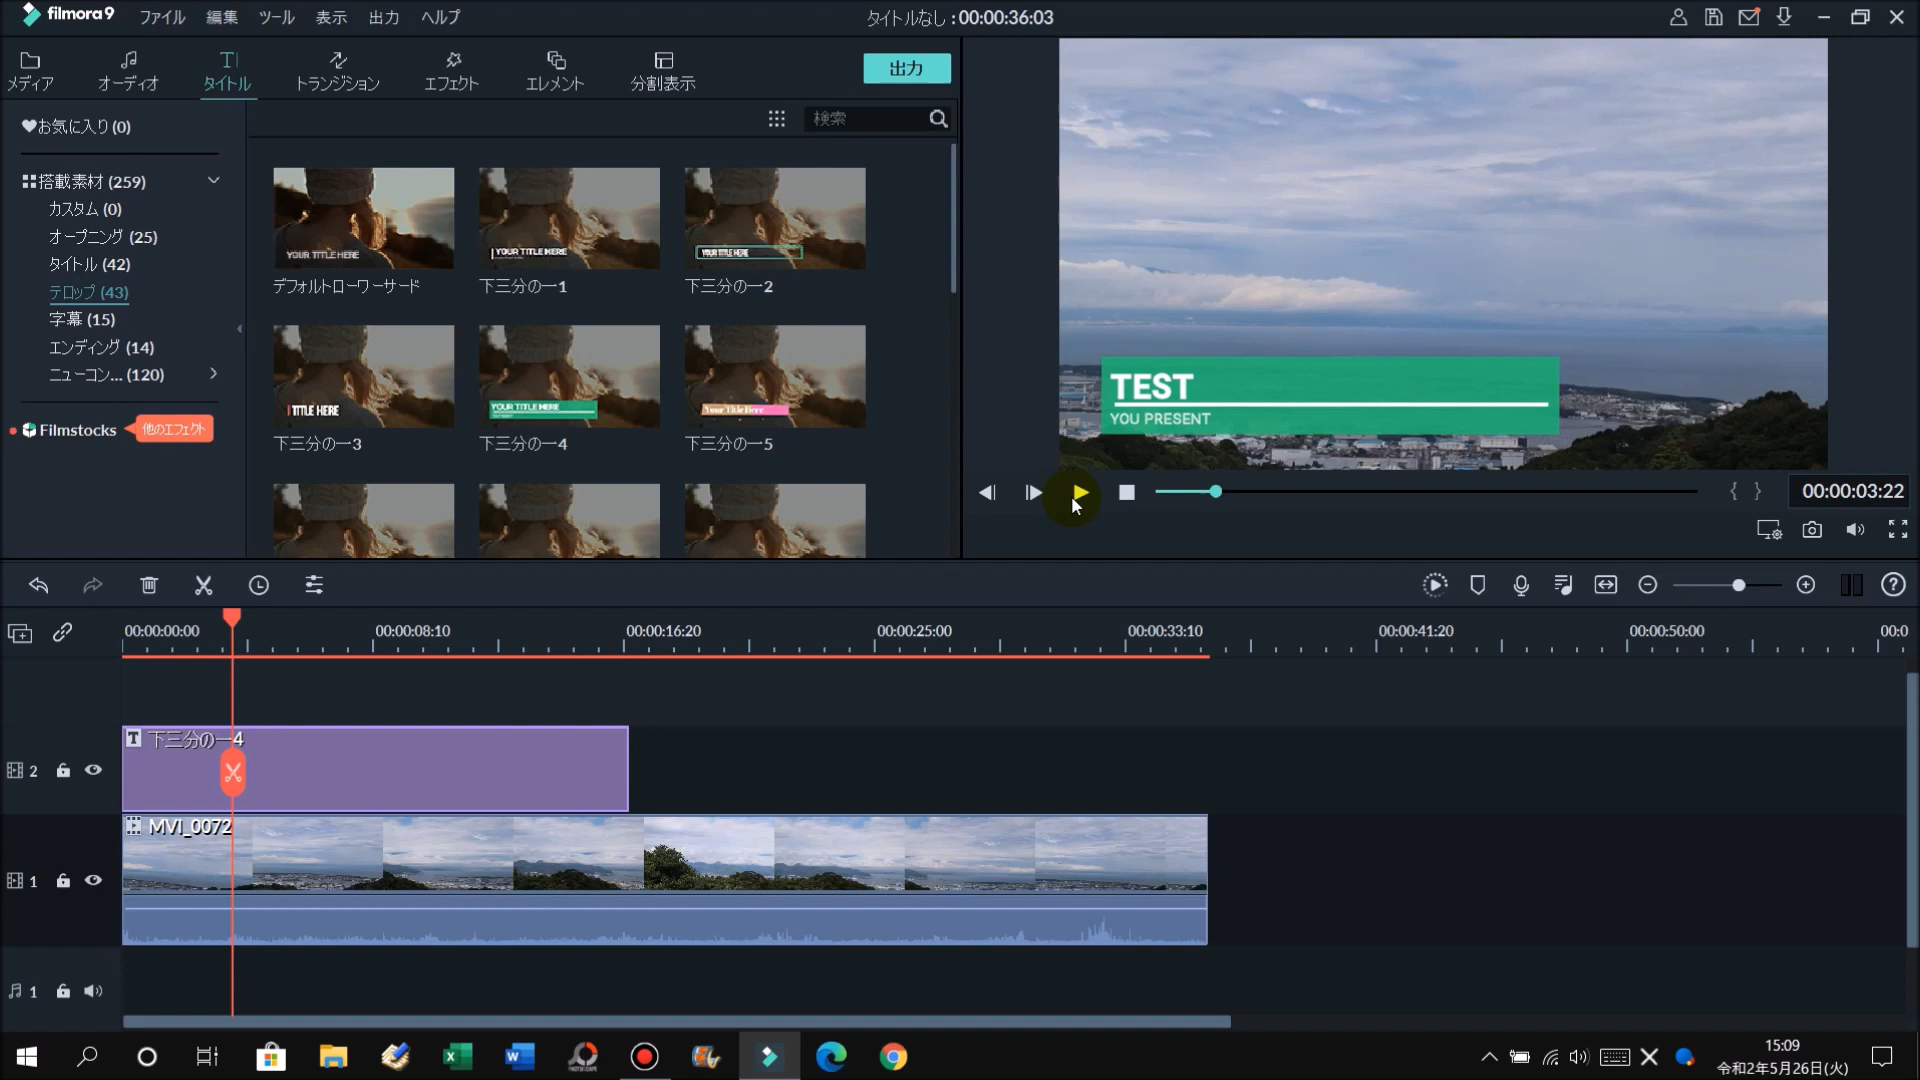 filmora9 ファイル 編集 ツール 表示 出力 ヘルプ タイトルなし : 00:00:36:03
メディア オーディオ タイトル トランジション エフェクト エレメント 分割表示 出力
お気に入り (0)
検索
搭載素材 (259)
カスタム (0)
オープニング (25)
タイトル (42)
テロップ (43)
字幕 (15)
エンディング (14)
ニューコン... (120)
Filmstocks 他のエフェクト
YOUR TITLE HERE YOUR TITLE HERE YOUR TITLE HERE
デフォルトローワーサード 下三分の一1 下三分の一2
TITLE HERE YOUR TITLE HERE Your Title Here
下三分の一3 下三分の一4 下三分の一5
TEST
YOU PRESENT
{ } 00:00:03:22
00:00:00:00 00:00:08:10 00:00:16:20 00:00:25:00 00:00:33:10 00:00:41:20 00:00:50:00 00:0
T 下三分の一4
2
MVI_0072
1
1
15:09
令和2年5月26日(火)